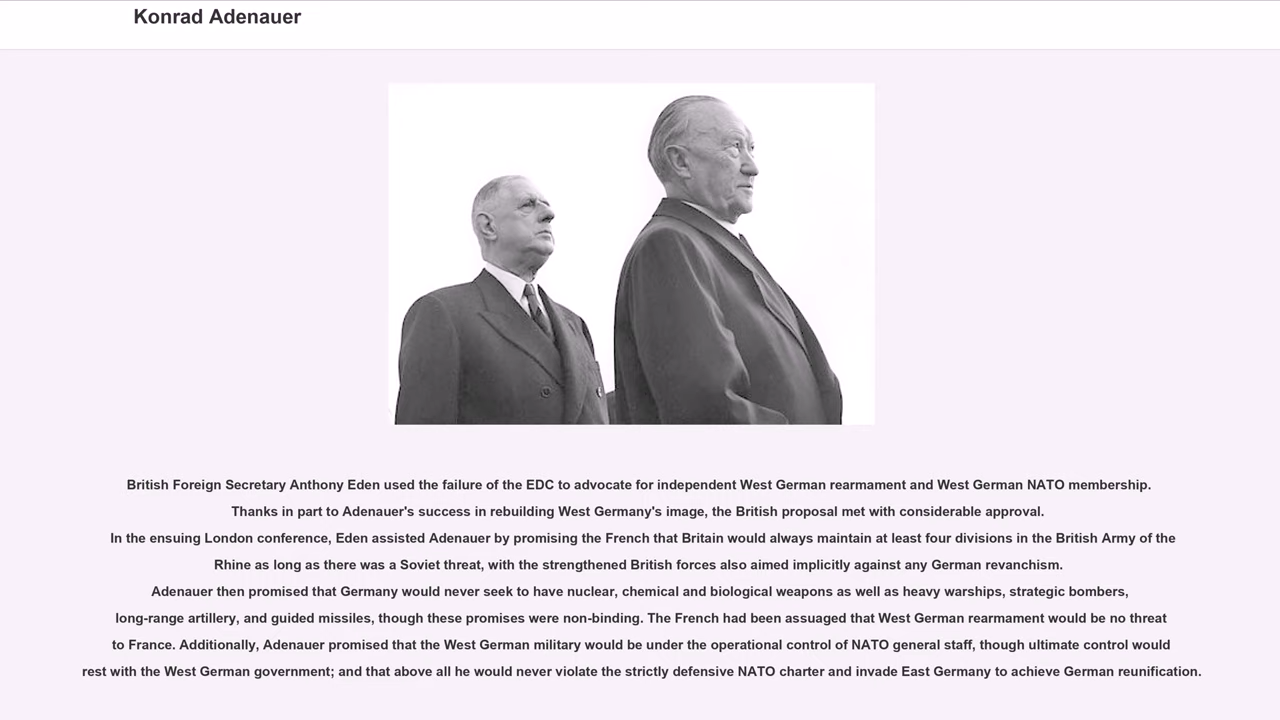 Konrad Adenauer
British Foreign Secretary Anthony Eden used the failure of the EDC to advocate for independent West German rearmament and West German NATO membership.
Thanks in part to Adenauer's success in rebuilding West Germany's image, the British proposal met with considerable approval.
In the ensuing London conference, Eden assisted Adenauer by promising the French that Britain would always maintain at least four divisions in the British Army of the
Rhine as long as there was a Soviet threat, with the strengthened British forces also aimed implicitly against any German revanchism.
Adenauer then promised that Germany would never seek to have nuclear, chemical and biological weapons as well as heavy warships, strategic bombers,
long-range artillery, and guided missiles, though these promises were non-binding. The French had been assuaged that West German rearmament would be no threat
to France. Additionally, Adenauer promised that the West German military would be under the operational control of NATO general staff, though ultimate control would
rest with the West German government; and that above all he would never violate the strictly defensive NATO charter and invade East Germany to achieve German reunification.